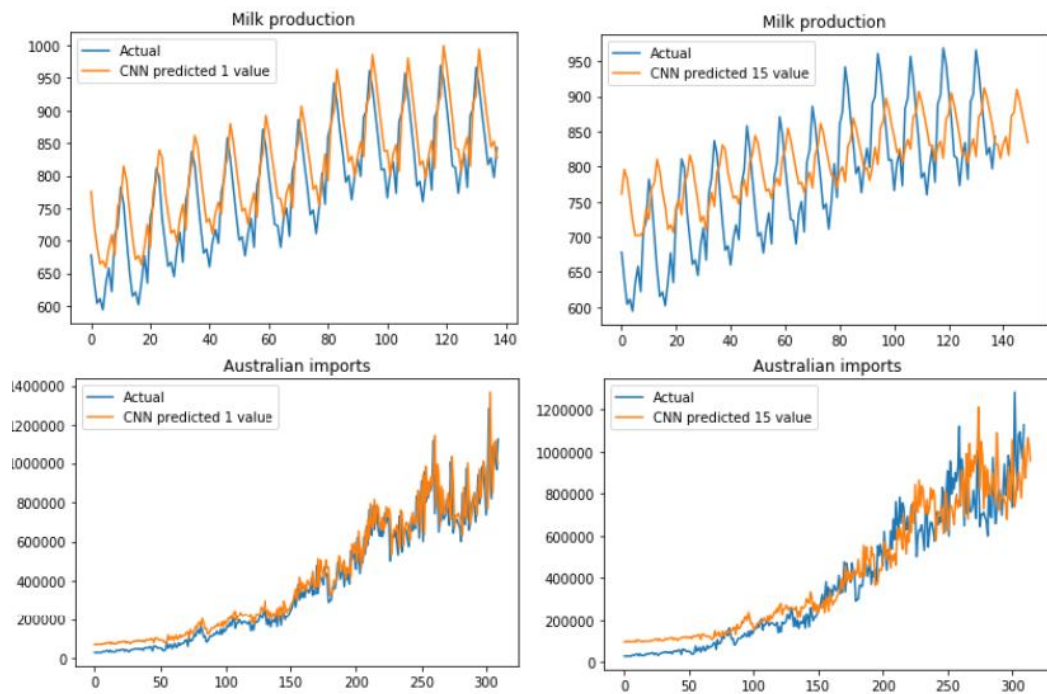 Milk production
Actual
CNN predicted 1 value
1000
950
900
850
800
750
700
650
600
0 20 40 60 80 100 120 140
Milk production
Actual
CNN predicted 15 value
950
900
850
800
750
700
650
600
0 20 40 60 80 100 120 140
Australian imports
Actual
CNN predicted 1 value
1400000
1200000
1000000
800000
600000
400000
200000
0
0 50 100 150 200 250 300
Australian imports
Actual
CNN predicted 15 value
1200000
1000000
800000
600000
400000
200000
0
0 50 100 150 200 250 300